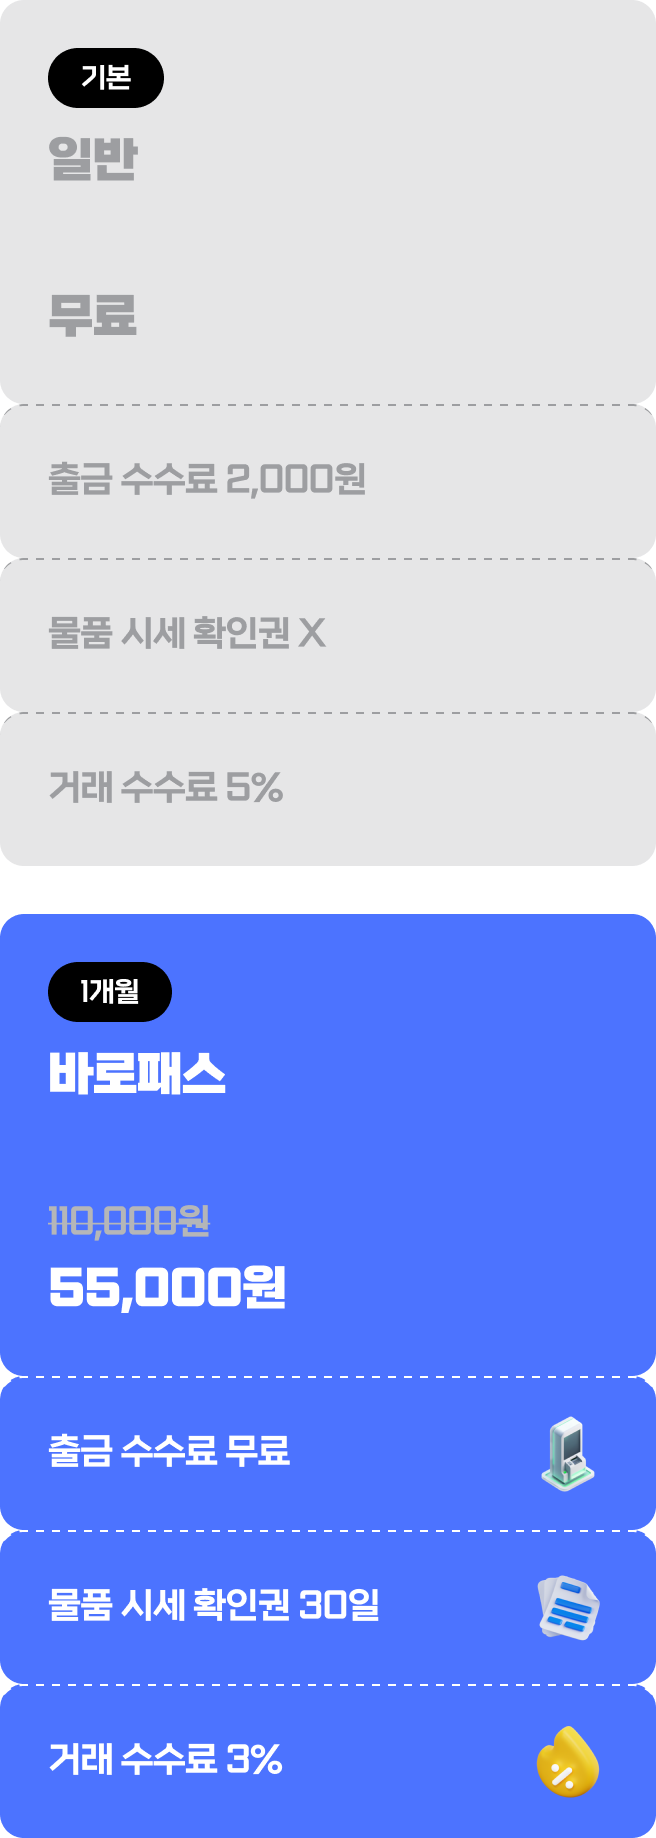 기본
일반
무료
출금 수수료 2,000원
물품 시세 확인권 X
거래 수수료 5%
1개월
바로패스
110,000원
55,000원
출금 수수료 무료
물품 시세 확인권 30일
거래 수수료 3%
%